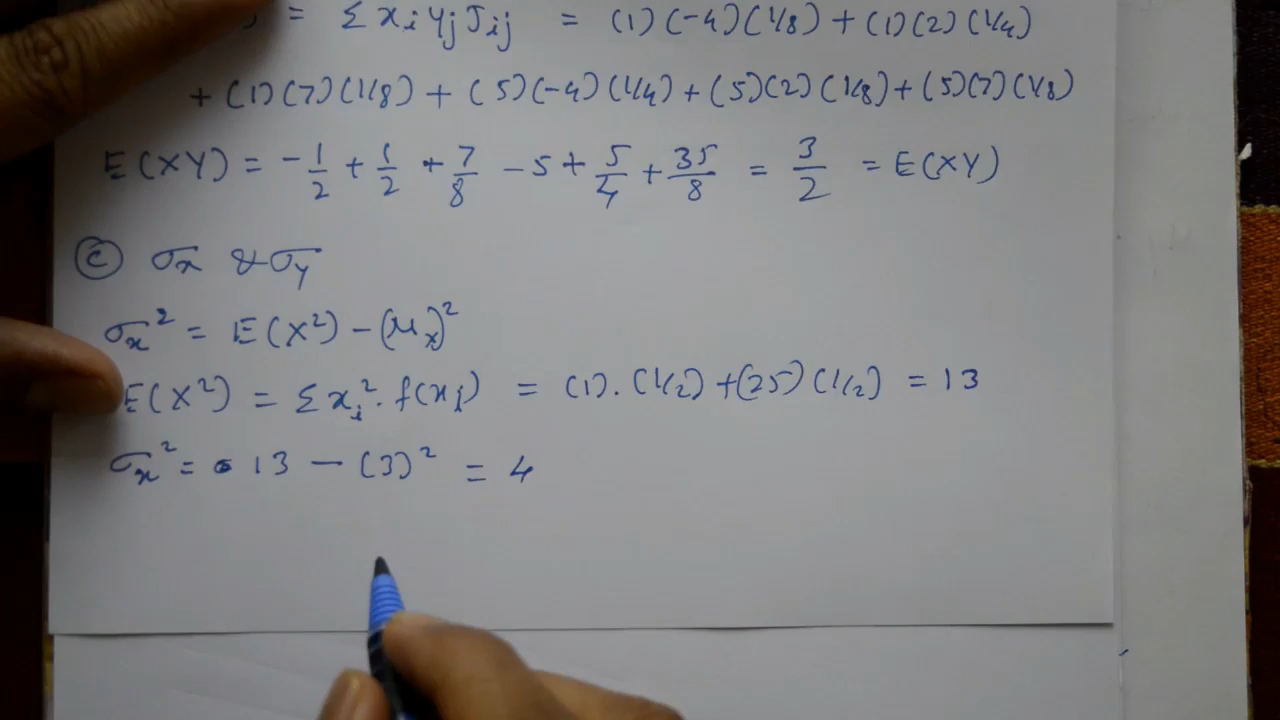 = Σ xᵢ yⱼ Jᵢⱼ = (1)(-4)(1/8) + (1)(2)(1/4)
+ (1)(7)(1/8) + (5)(-4)(1/4) + (5)(2)(1/8) + (5)(7)(1/8)
E(XY) = -1/2 + 1/2 + 7/8 - 5 + 5/4 + 35/8 = 3/2 = E(XY)
ⓒ σx & σy
σx² = E(X²) - (μx)²
E(X²) = Σ xᵢ². f(xᵢ) = (1). (1/2) + (25)(1/2) = 13
σx² = 13 - (3)² = 4